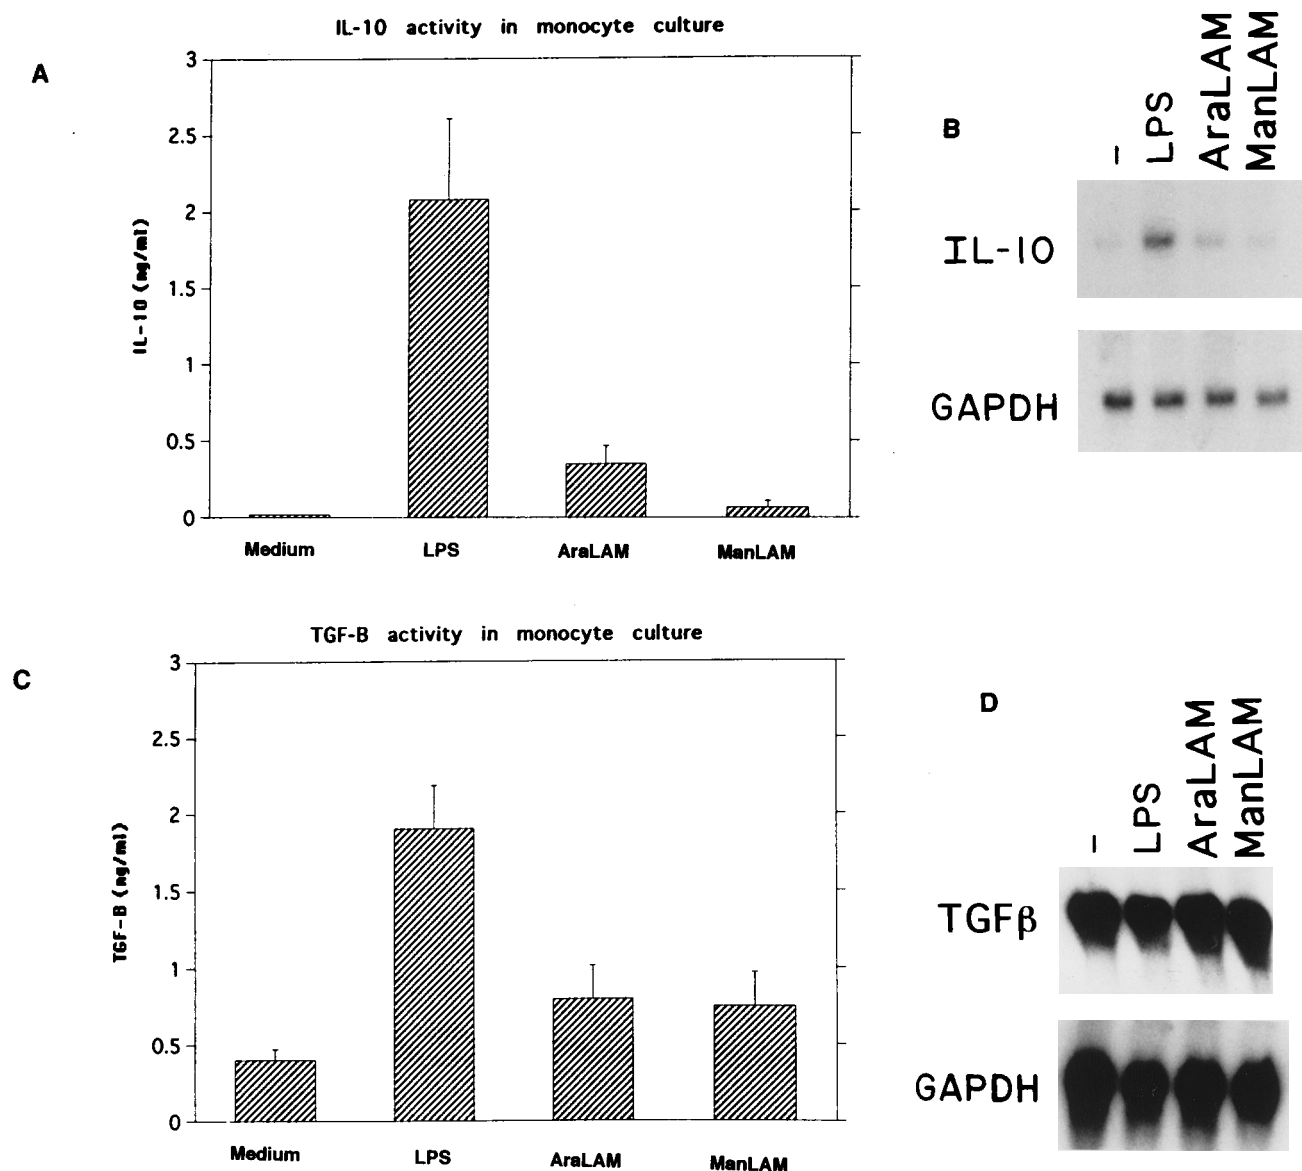 IL-10 activity in monocyte culture
A
3
2.5
2
1.5
1
0.5
0
IL-10 (ng/ml)
Medium LPS AraLAM ManLAM
B
- LPS AraLAM ManLAM
IL-10
GAPDH
TGF-B activity in monocyte culture
C
3
2.5
2
1.5
1
0.5
0
TGF-B (ng/ml)
Medium LPS AraLAM ManLAM
D
- LPS AraLAM ManLAM
TGFβ
GAPDH